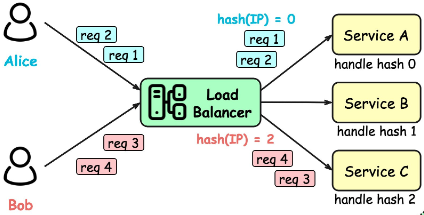 hash(IP) = 0
req 2
req 1
req 1
req 2
Service A
handle hash 0
Alice
Load
Balancer
Service B
handle hash 1
hash(IP) = 2
req 3
req 4
req 4
req 3
Service C
handle hash 2
Bob